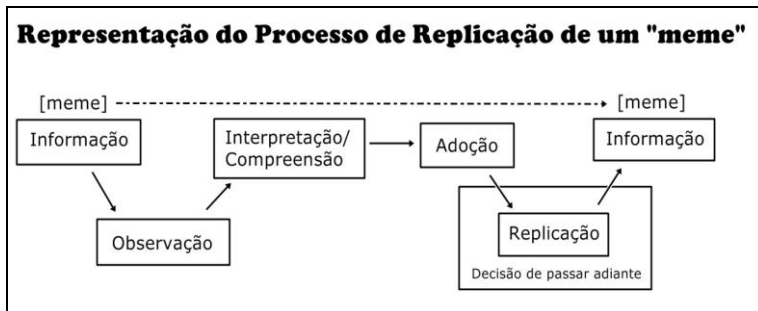 Representação do Processo de Replicação de um "meme"
[meme]
[meme]
Informação
Interpretação/
Compreensão
Adoção
Informação
Observação
Replicação
Decisão de passar adiante